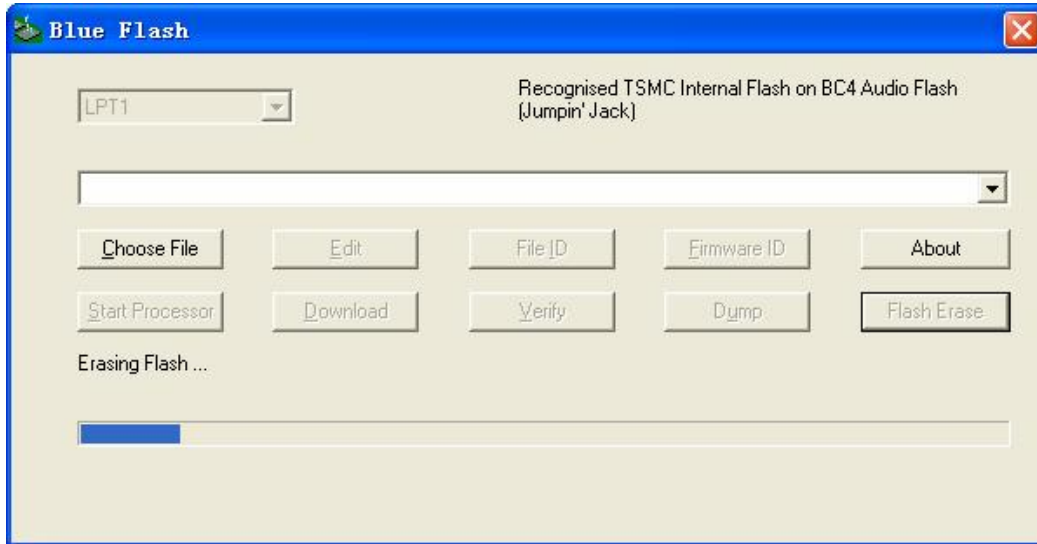 Blue Flash
LPT1
Recognised TSMC Internal Flash on BC4 Audio Flash
(Jumpin' Jack)
Choose File
Edit
File ID
Firmware ID
About
Start Processor
Download
Verify
Dump
Flash Erase
Erasing Flash ...